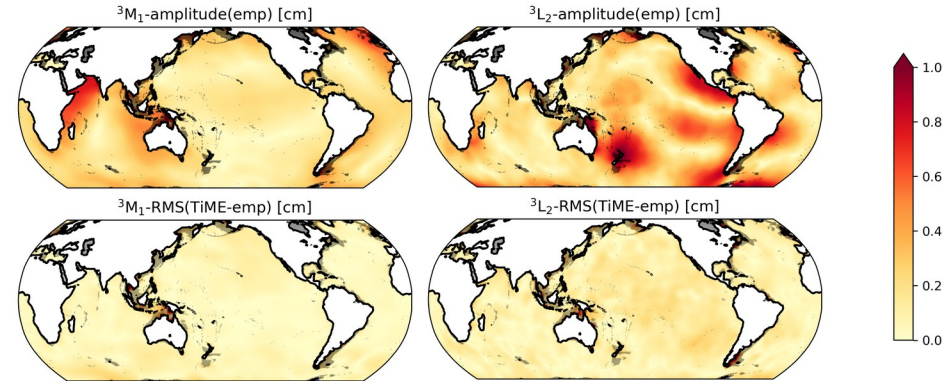 ³M₁-amplitude(emp) [cm]
³L₂-amplitude(emp) [cm]
³M₁-RMS(TiME-emp) [cm]
³L₂-RMS(TiME-emp) [cm]
1.0
0.8
0.6
0.4
0.2
0.0